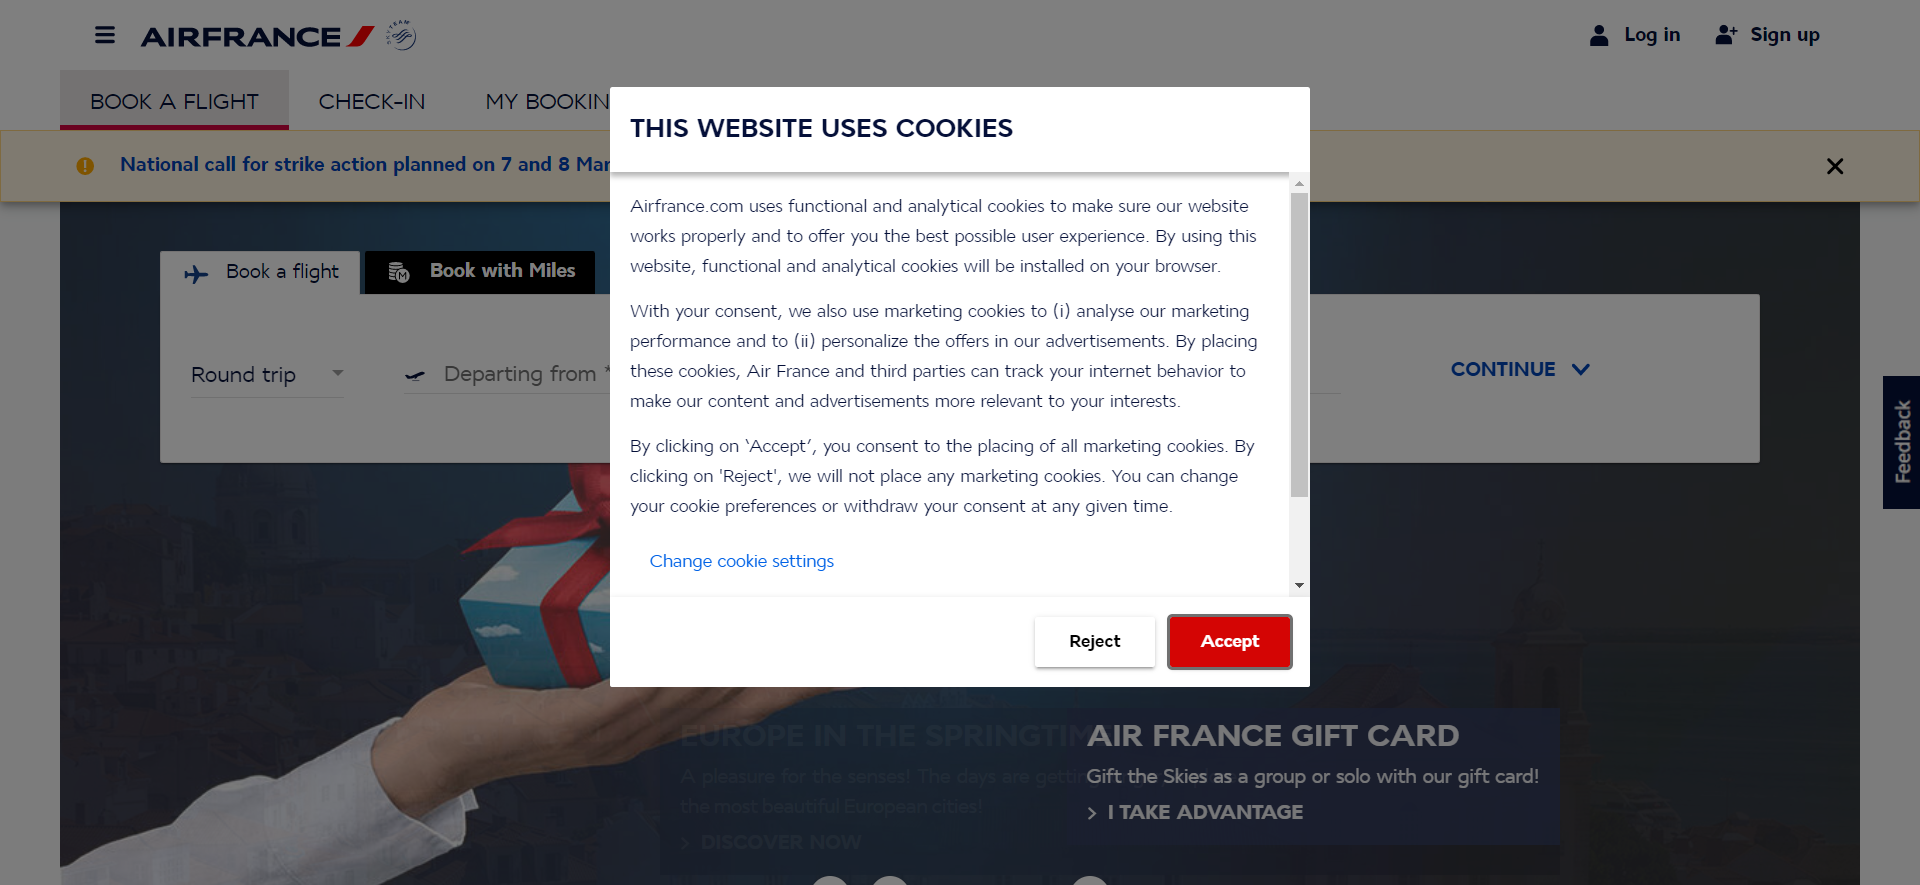 AIRFRANCE
SKYTEAM
Log in
Sign up
BOOK A FLIGHT
CHECK-IN
MY BOOKIN
National call for strike action planned on 7 and 8 Mar
THIS WEBSITE USES COOKIES
Airfrance.com uses functional and analytical cookies to make sure our website
works properly and to offer you the best possible user experience. By using this
website, functional and analytical cookies will be installed on your browser.
With your consent, we also use marketing cookies to (i) analyse our marketing
performance and to (ii) personalize the offers in our advertisements. By placing
these cookies, Air France and third parties can track your internet behavior to
make our content and advertisements more relevant to your interests.
By clicking on ‘Accept’, you consent to the placing of all marketing cookies. By
clicking on 'Reject', we will not place any marketing cookies. You can change
your cookie preferences or withdraw your consent at any given time.
Change cookie settings
Reject
Accept
Book a flight
M
Book with Miles
Round trip
Departing from *
CONTINUE
Feedback
EUROPE IN THE SPRINGTIM
A pleasure for the senses! The days are getting
the most beautiful European cities!
> DISCOVER NOW
AIR FRANCE GIFT CARD
Gift the Skies as a group or solo with our gift card!
> I TAKE ADVANTAGE